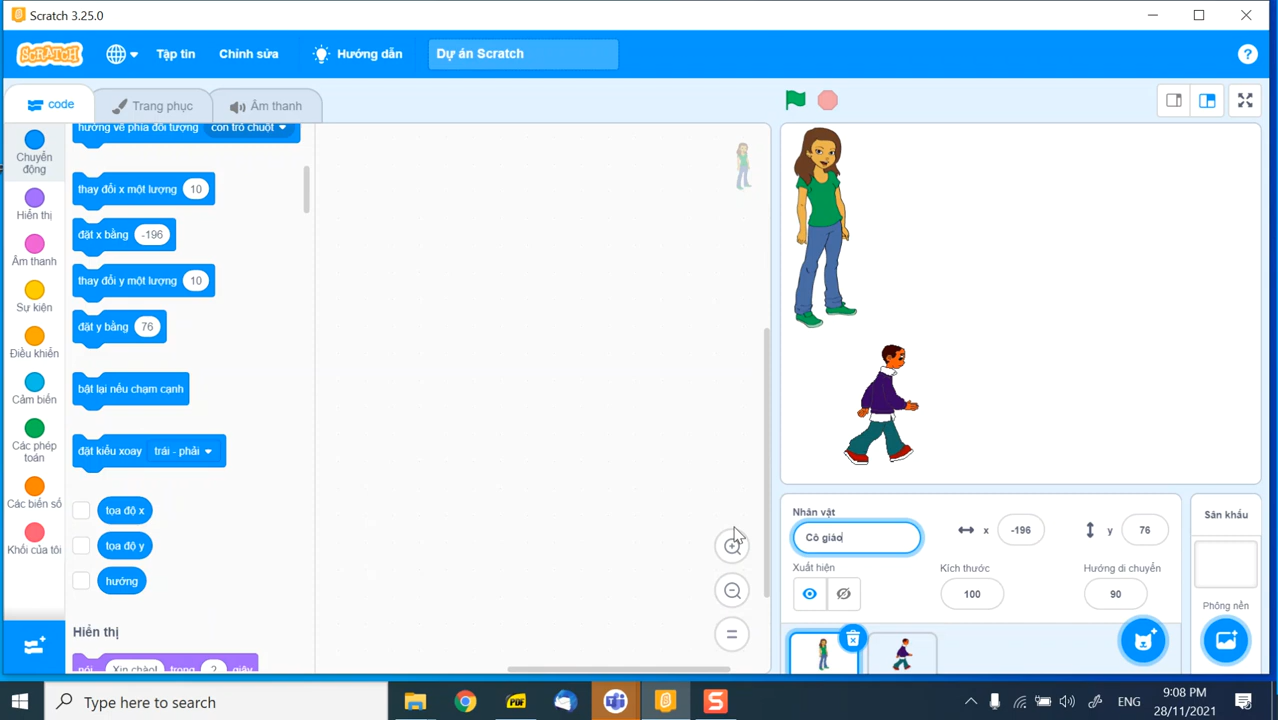 Scratch 3.25.0
SCRATCH
Tập tin
Chỉnh sửa
Hướng dẫn
Dự án Scratch
?
code
Trang phục
Âm thanh
Chuyển động
Hiển thị
Âm thanh
Sự kiện
Điều khiển
Cảm biến
Các phép toán
Các biến số
Khối của tôi
hướng về phía đối tượng con trỏ chuột
thay đổi x một lượng 10
đặt x bằng -196
thay đổi y một lượng 10
đặt y bằng 76
bật lại nếu chạm cạnh
đặt kiểu xoay trái - phải
tọa độ x
tọa độ y
hướng
Hiển thị
nói Xin chào! trong 2 giây
Nhân vật
Cô giáo
x -196
y 76
Xuất hiện
Kích thước
100
Hướng di chuyển
90
Sân khấu
Phông nền
Type here to search
PDF
S
ENG
9:08 PM
28/11/2021